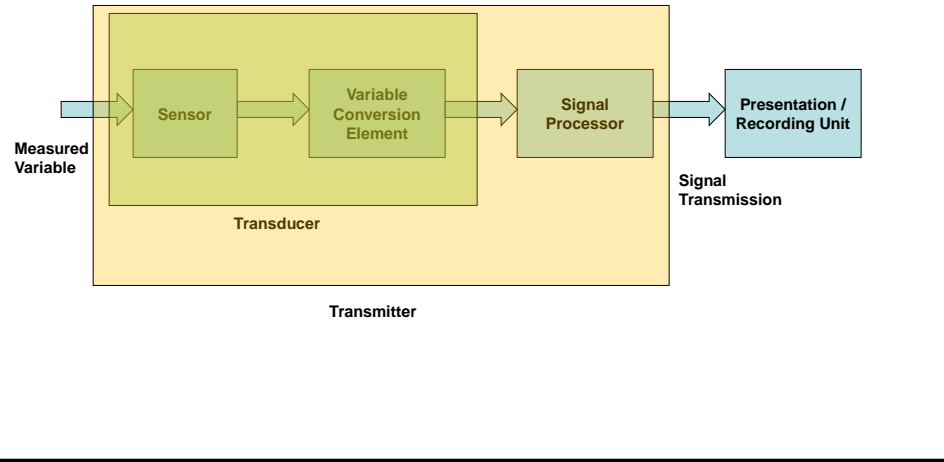 Measured
Variable
Sensor
Variable
Conversion
Element
Signal
Processor
Presentation /
Recording Unit
Signal
Transmission
Transducer
Transmitter